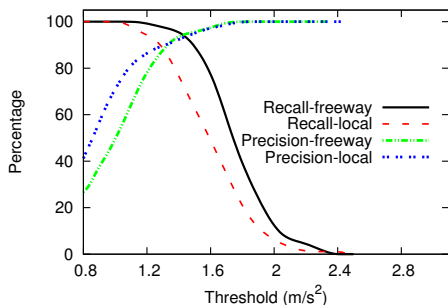 100
80
60
40
20
0
Percentage
Recall-freeway
Recall-local
Precision-freeway
Precision-local
0.8 1.2 1.6 2 2.4 2.8
Threshold (m/s²)